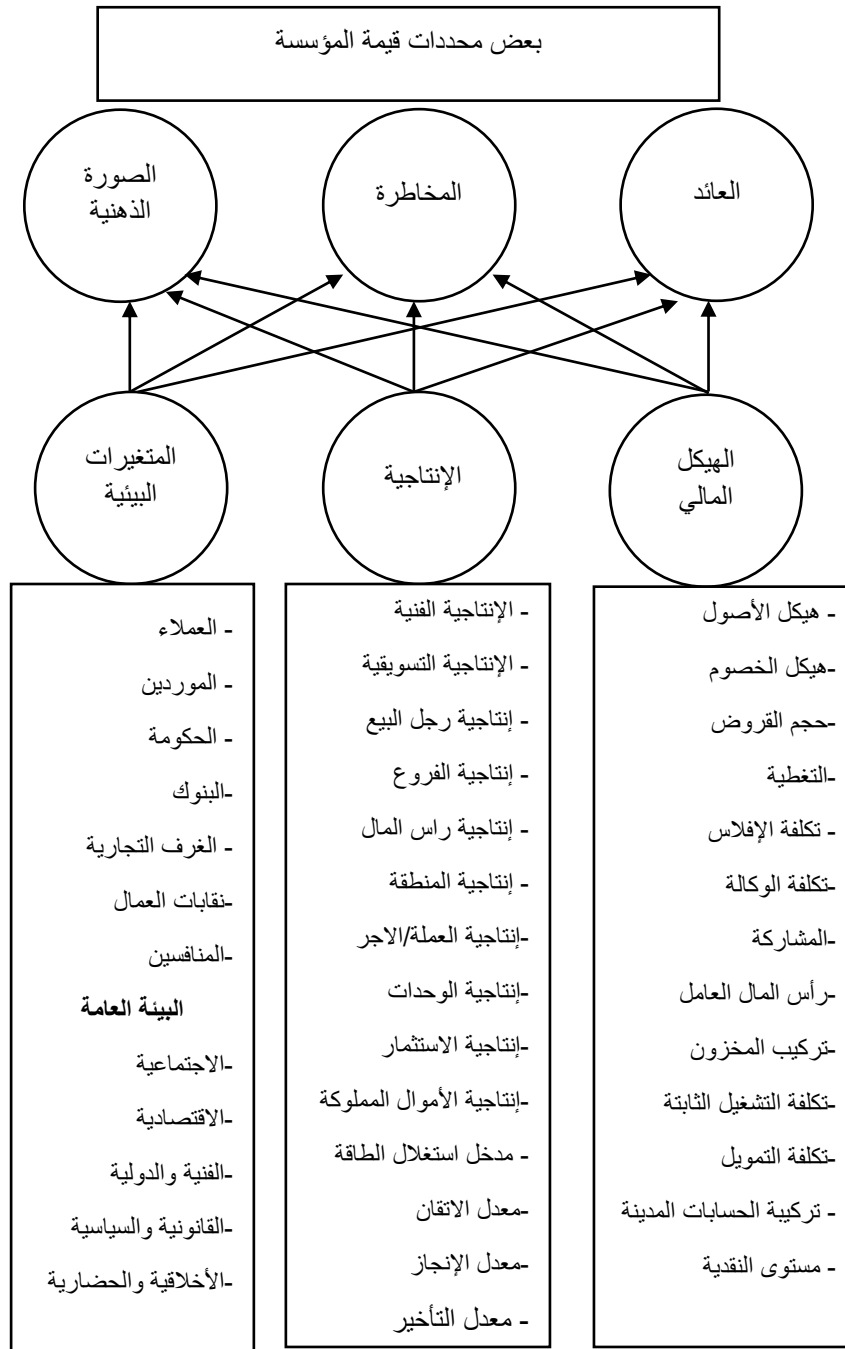 بعض محددات قيمة المؤسسة
العائد
المخاطرة
الصورة
الذهنية
الهيكل
المالي
الإنتاجية
المتغيرات
البيئية
- هيكل الأصول
-هيكل الخصوم
-حجم القروض
-التغطية
- تكلفة الإفلاس
-تكلفة الوكالة
-المشاركة
-رأس المال العامل
-تركيب المخزون
-تكلفة التشغيل الثابتة
-تكلفة التمويل
- تركيبة الحسابات المدينة
- مستوى النقدية
- الإنتاجية الفنية
- الإنتاجية التسويقية
- إنتاجية رجل البيع
- إنتاجية الفروع
- إنتاجية راس المال
- إنتاجية المنطقة
-إنتاجية العملة/الاجر
-إنتاجية الوحدات
-إنتاجية الاستثمار
-إنتاجية الأموال المملوكة
- مدخل استغلال الطاقة
-معدل الاتقان
-معدل الإنجاز
- معدل التأخير
- العملاء
- الموردين
- الحكومة
-البنوك
- الغرف التجارية
-نقابات العمال
-المنافسين
البيئة العامة
-الاجتماعية
-الاقتصادية
-الفنية والدولية
-القانونية والسياسية
-الأخلاقية والحضارية